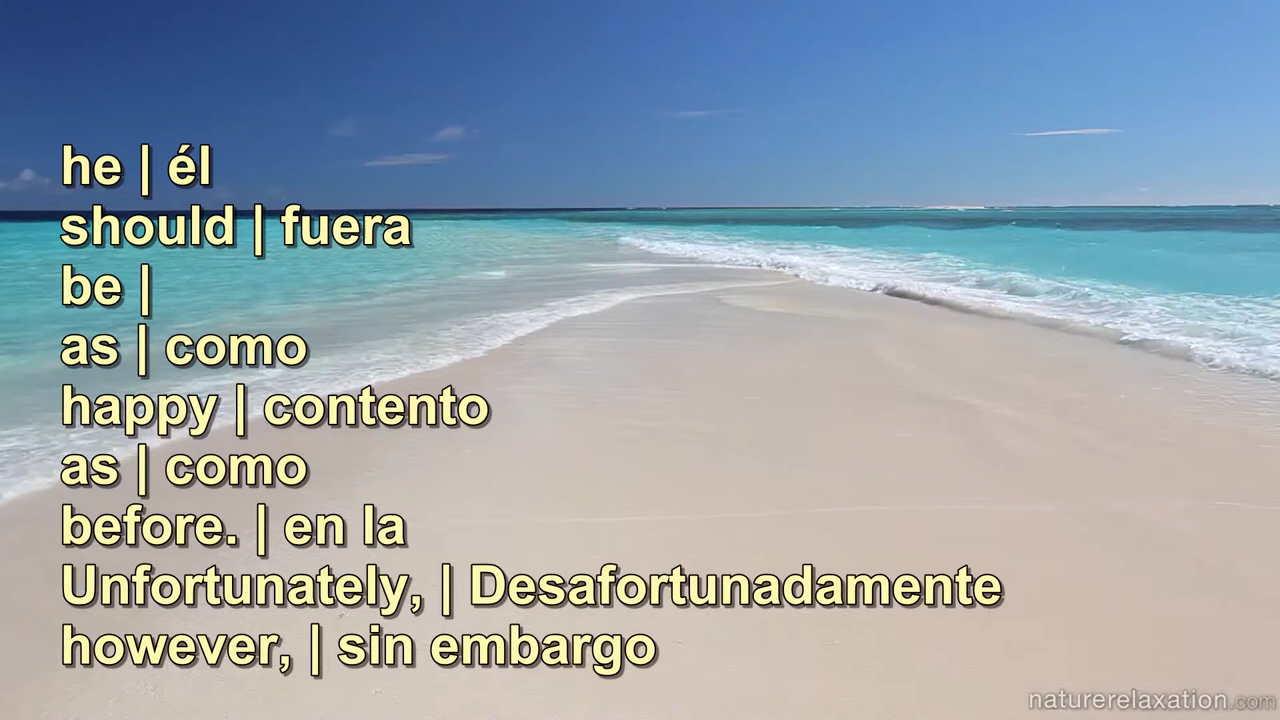 he | él
should | fuera
be |
as | como
happy | contento
as | como
before. | en la
Unfortunately, | Desafortunadamente
however, | sin embargo
naturerelaxation.com